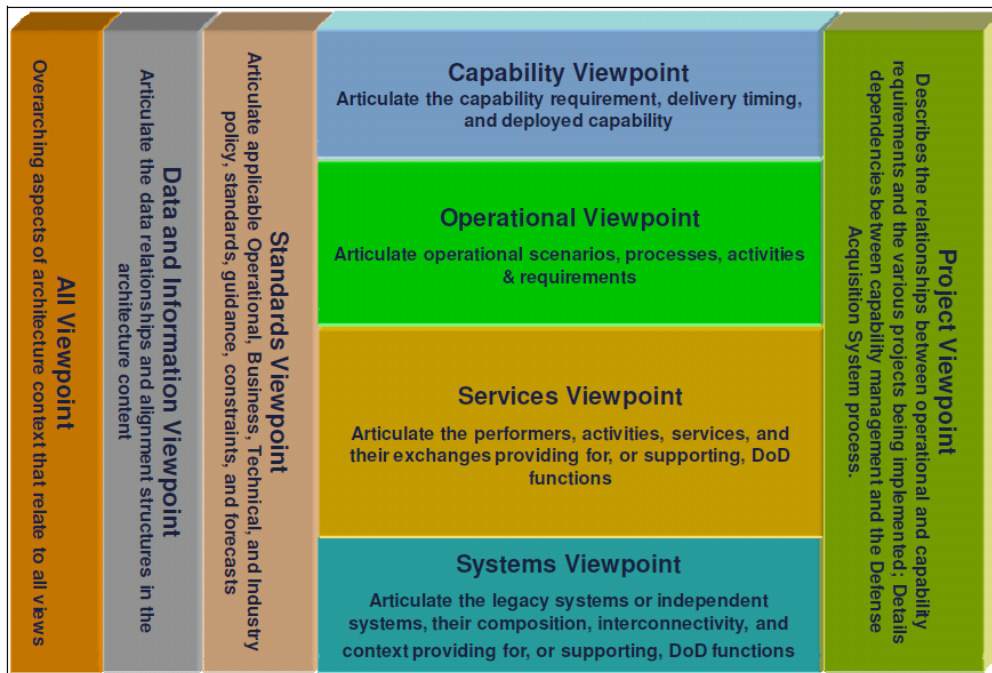 All Viewpoint
Overarching aspects of architecture context that relate to all views
Data and Information Viewpoint
Articulate the data relationships and alignment structures in the
architecture content
Standards Viewpoint
Articulate applicable Operational, Business, Technical, and Industry
policy, standards, guidance, constraints, and forecasts
Capability Viewpoint
Articulate the capability requirement, delivery timing,
and deployed capability
Operational Viewpoint
Articulate operational scenarios, processes, activities
& requirements
Services Viewpoint
Articulate the performers, activities, services, and
their exchanges providing for, or supporting, DoD
functions
Systems Viewpoint
Articulate the legacy systems or independent
systems, their composition, interconnectivity, and
context providing for, or supporting, DoD functions
Project Viewpoint
Describes the relationships between operational and capability
requirements and the various projects being implemented; Details
dependencies between capability management and the Defense
Acquisition System process.